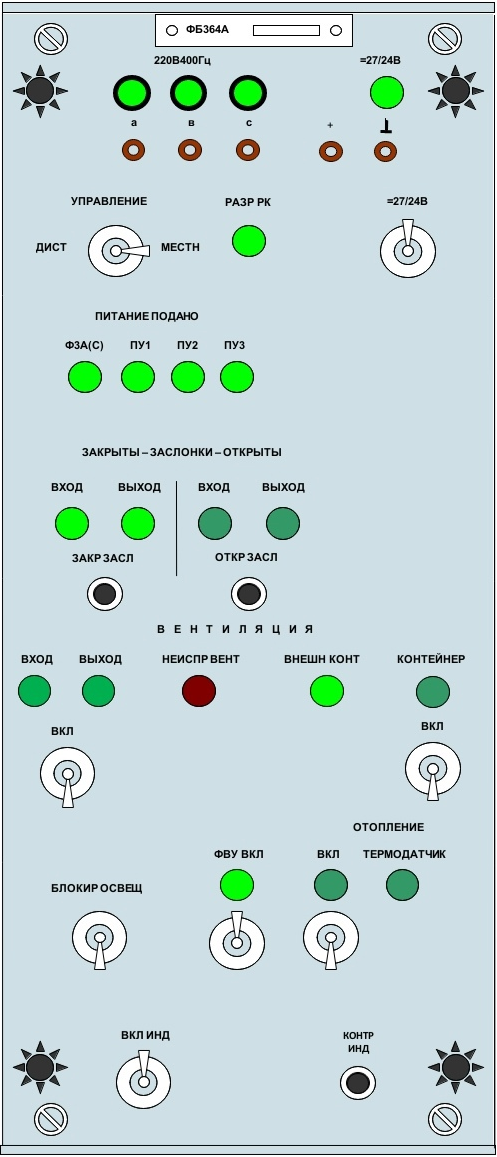 ФБ364А
220В400Гц =27/24В
а в с + ⊥
УПРАВЛЕНИЕ РАЗР РК =27/24В
ДИСТ МЕСТН
ПИТАНИЕ ПОДАНО
ФЗА(С) ПУ1 ПУ2 ПУ3
ЗАКРЫТЫ – ЗАСЛОНКИ – ОТКРЫТЫ
ВХОД ВЫХОД ВХОД ВЫХОД
ЗАКР ЗАСЛ ОТКР ЗАСЛ
В Е Н Т И Л Я Ц И Я
ВХОД ВЫХОД НЕИСПР ВЕНТ ВНЕШН КОНТ КОНТЕЙНЕР
ВКЛ ВКЛ
ОТОПЛЕНИЕ
ФВУ ВКЛ ВКЛ ТЕРМОДАТЧИК
БЛОКИР ОСВЕЩ
ВКЛ ИНД КОНТР
ИНД